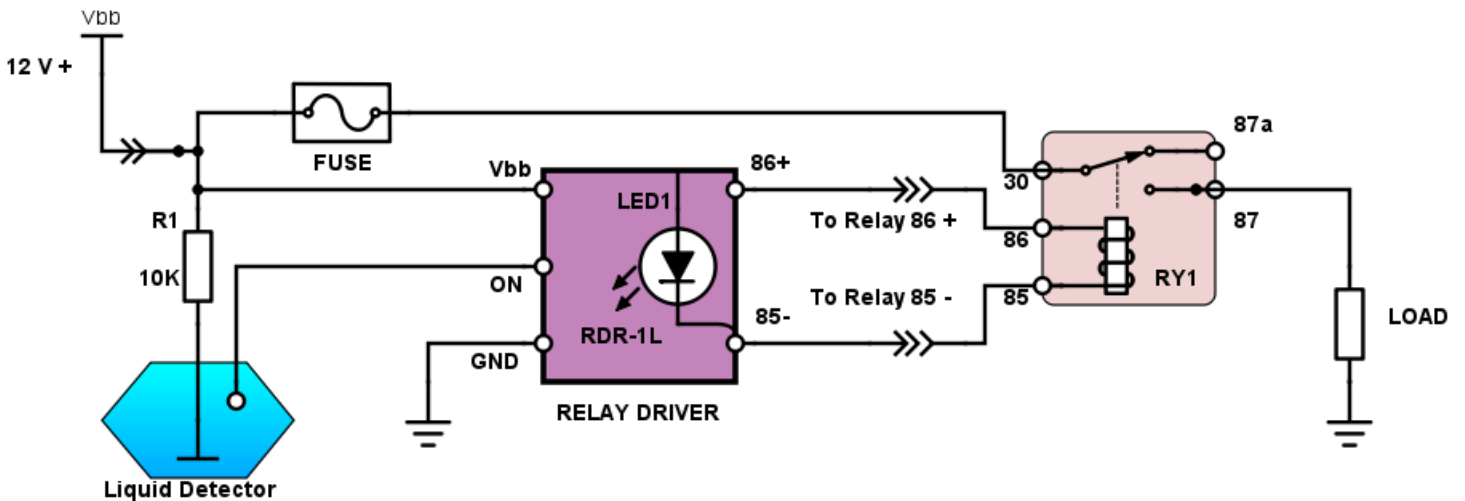 Vbb
12 V +
FUSE
87a
Vbb
86+
30
R1
LED1
To Relay 86 +
86
87
10K
ON
RDR-1L
To Relay 85 -
85
RY1
85-
LOAD
GND
RELAY DRIVER
Liquid Detector